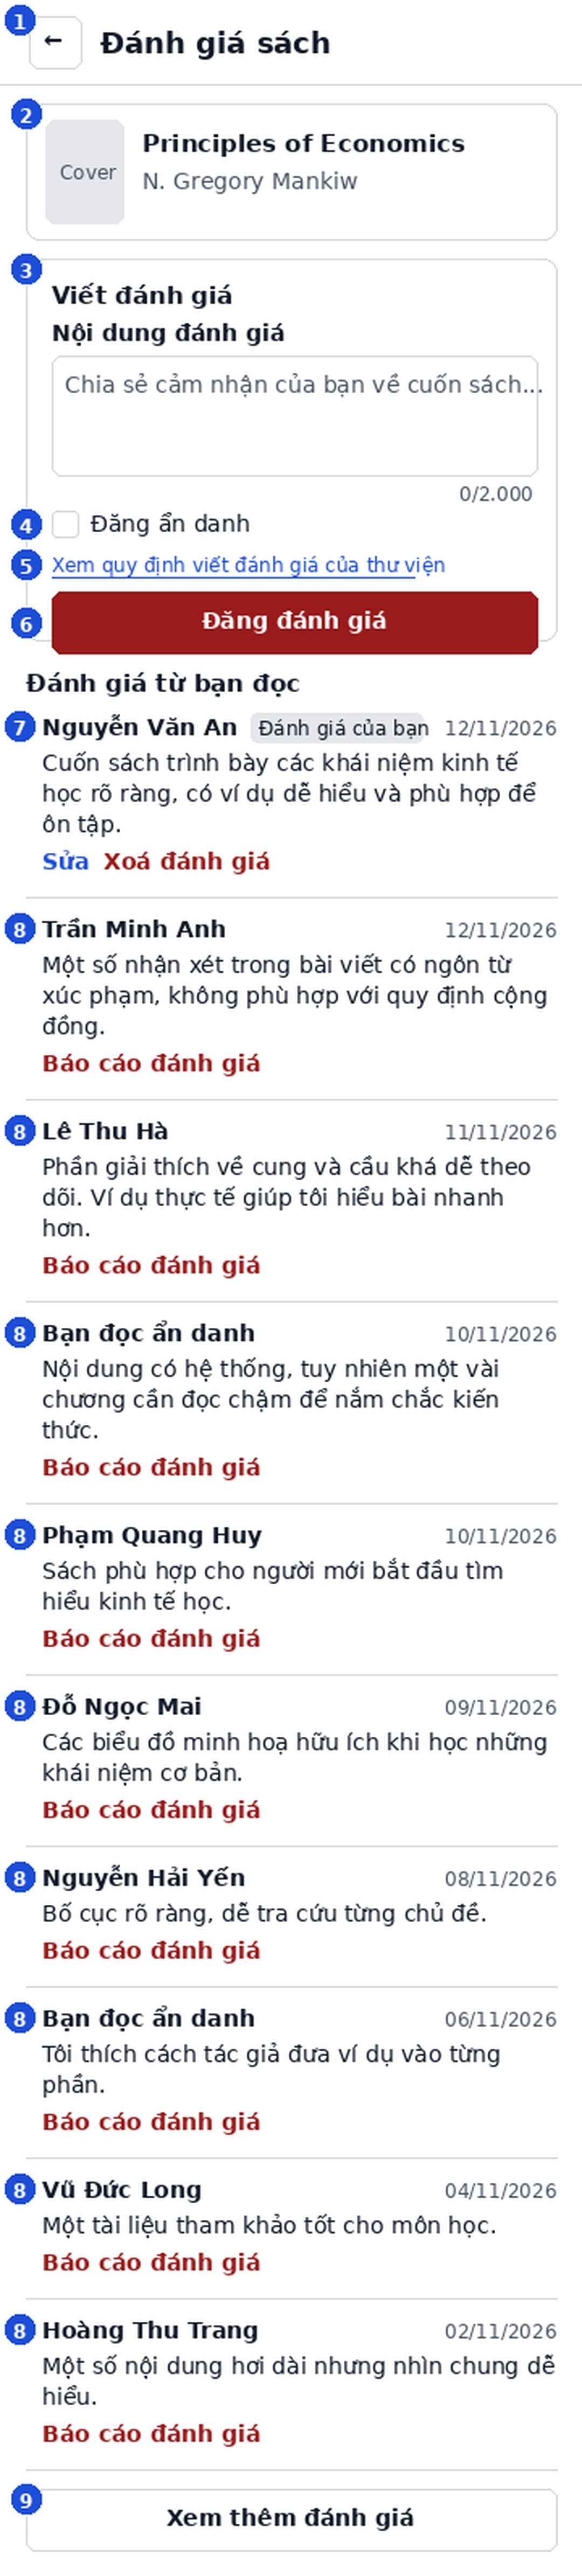 1
← Đánh giá sách
2
Cover
Principles of Economics
N. Gregory Mankiw
3
Viết đánh giá
Nội dung đánh giá
Chia sẻ cảm nhận của bạn về cuốn sách...
0/2.000
4 Đăng ẩn danh
5 Xem quy định viết đánh giá của thư viện
6 Đăng đánh giá
Đánh giá từ bạn đọc
7 Nguyễn Văn An Đánh giá của bạn 12/11/2026
Cuốn sách trình bày các khái niệm kinh tế
học rõ ràng, có ví dụ dễ hiểu và phù hợp để
ôn tập.
Sửa Xoá đánh giá
8 Trần Minh Anh 12/11/2026
Một số nhận xét trong bài viết có ngôn từ
xúc phạm, không phù hợp với quy định cộng
đồng.
Báo cáo đánh giá
8 Lê Thu Hà 11/11/2026
Phần giải thích về cung và cầu khá dễ theo
dõi. Ví dụ thực tế giúp tôi hiểu bài nhanh
hơn.
Báo cáo đánh giá
8 Bạn đọc ẩn danh 10/11/2026
Nội dung có hệ thống, tuy nhiên một vài
chương cần đọc chậm để nắm chắc kiến
thức.
Báo cáo đánh giá
8 Phạm Quang Huy 10/11/2026
Sách phù hợp cho người mới bắt đầu tìm
hiểu kinh tế học.
Báo cáo đánh giá
8 Đỗ Ngọc Mai 09/11/2026
Các biểu đồ minh hoạ hữu ích khi học những
khái niệm cơ bản.
Báo cáo đánh giá
8 Nguyễn Hải Yến 08/11/2026
Bố cục rõ ràng, dễ tra cứu từng chủ đề.
Báo cáo đánh giá
8 Bạn đọc ẩn danh 06/11/2026
Tôi thích cách tác giả đưa ví dụ vào từng
phần.
Báo cáo đánh giá
8 Vũ Đức Long 04/11/2026
Một tài liệu tham khảo tốt cho môn học.
Báo cáo đánh giá
8 Hoàng Thu Trang 02/11/2026
Một số nội dung hơi dài nhưng nhìn chung dễ
hiểu.
Báo cáo đánh giá
9
Xem thêm đánh giá